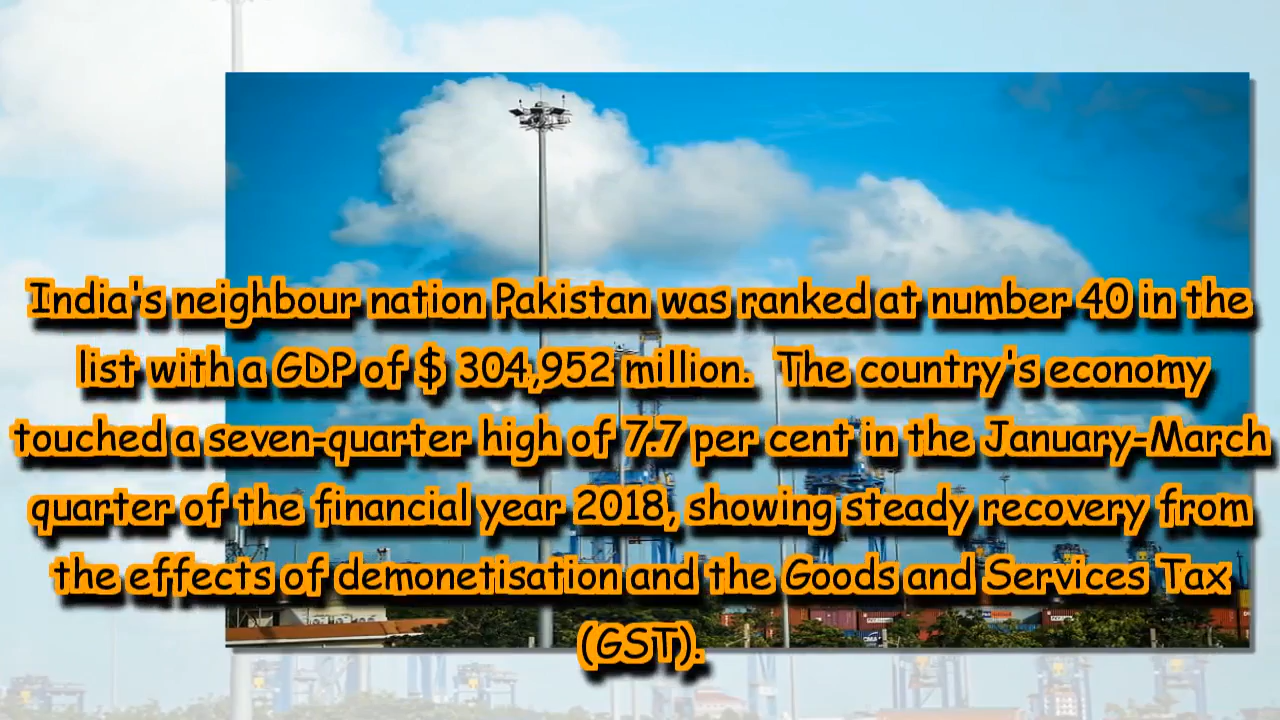 India's neighbour nation Pakistan was ranked at number 40 in the
list with a GDP of $ 304,952 million.  The country's economy
touched a seven-quarter high of 7.7 per cent in the January-March
quarter of the financial year 2018, showing steady recovery from
the effects of demonetisation and the Goods and Services Tax
(GST).
CMA